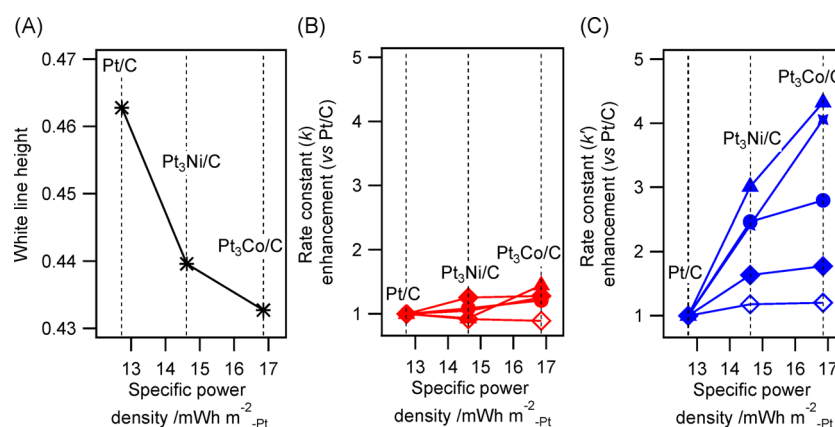 (A)
0.47
0.46
0.45
0.44
0.43
White line height
Pt/C
Pt₃Ni/C
Pt₃Co/C
13 14 15 16 17
Specific power
density /mWh m⁻²₋Pt
(B)
5
4
3
2
1
Rate constant (k)
enhancement (vs Pt/C)
Pt/C
Pt₃Ni/C
Pt₃Co/C
13 14 15 16 17
Specific power
density /mWh m⁻²₋Pt
(C)
5
4
3
2
1
Rate constant (k')
enhancement (vs Pt/C)
Pt/C
Pt₃Ni/C
Pt₃Co/C
13 14 15 16 17
Specific power
density /mWh m⁻²₋Pt